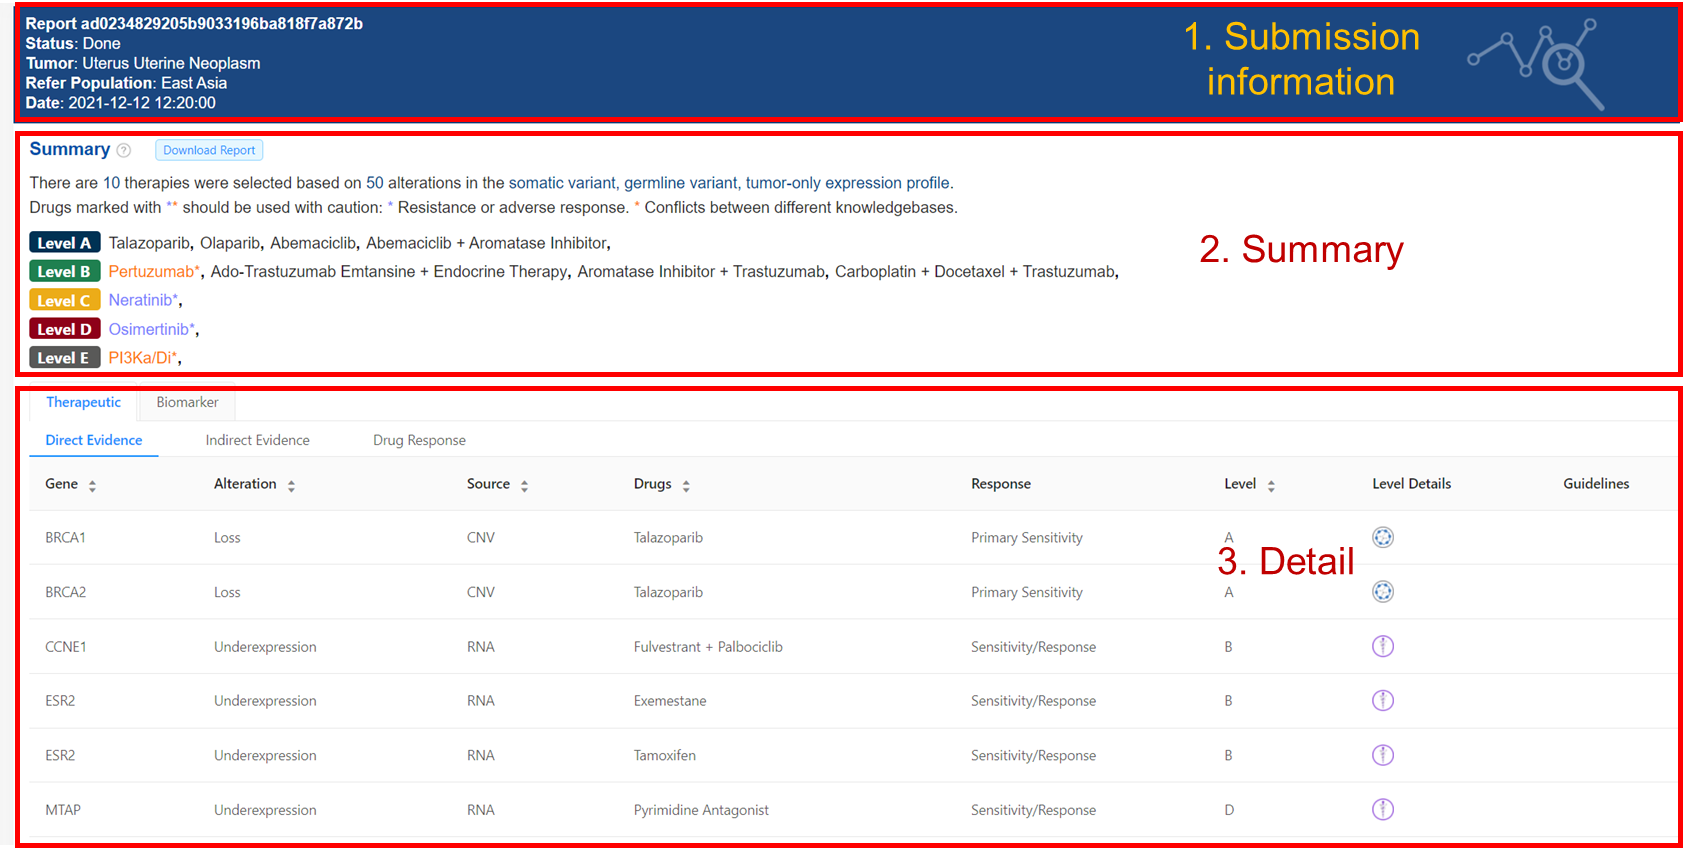 Report ad0234829205b9033196ba818f7a872b
Status: Done
Tumor: Uterus Uterine Neoplasm
Refer Population: East Asia
Date: 2021-12-12 12:20:00
1. Submission
information
Summary ? Download Report
There are 10 therapies were selected based on 50 alterations in the somatic variant, germline variant, tumor-only expression profile.
Drugs marked with ** should be used with caution: * Resistance or adverse response. * Conflicts between different knowledgebases.
Level A Talazoparib, Olaparib, Abemaciclib, Abemaciclib + Aromatase Inhibitor,
Level B Pertuzumab*, Ado-Trastuzumab Emtansine + Endocrine Therapy, Aromatase Inhibitor + Trastuzumab, Carboplatin + Docetaxel + Trastuzumab,
Level C Neratinib*,
Level D Osimertinib*,
Level E PI3Ka/Di*,
2. Summary
Therapeutic Biomarker
Direct Evidence Indirect Evidence Drug Response
Gene Alteration Source Drugs Response Level Level Details Guidelines
BRCA1 Loss CNV Talazoparib Primary Sensitivity A
3. Detail
BRCA2 Loss CNV Talazoparib Primary Sensitivity A
CCNE1 Underexpression RNA Fulvestrant + Palbociclib Sensitivity/Response B
ESR2 Underexpression RNA Exemestane Sensitivity/Response B
ESR2 Underexpression RNA Tamoxifen Sensitivity/Response B
MTAP Underexpression RNA Pyrimidine Antagonist Sensitivity/Response D